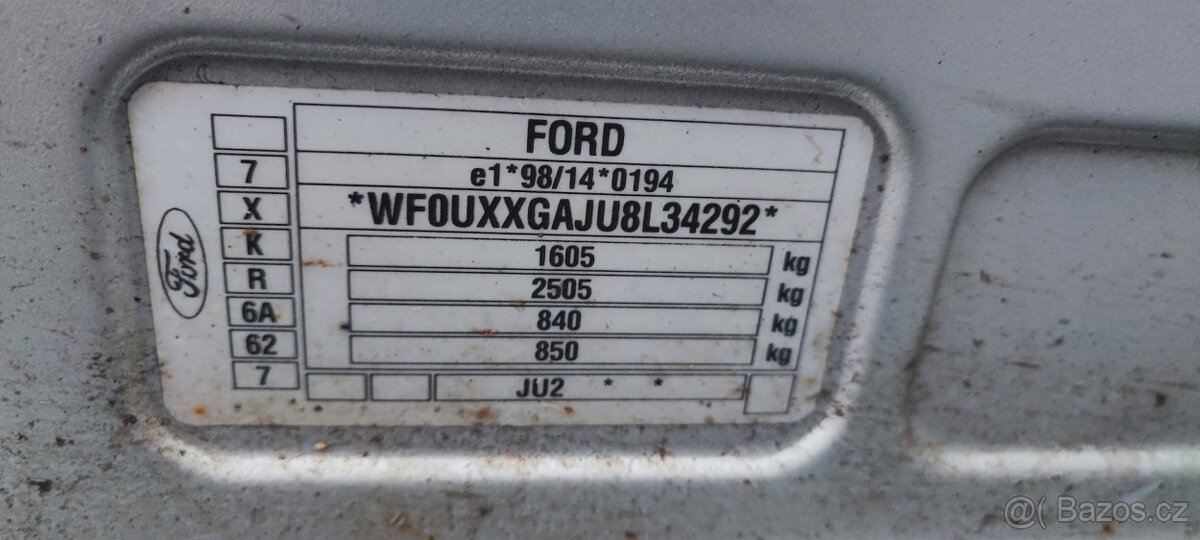 FORD
7 e1*98/14*0194
X *WF0UXXGAJU8L34292*
K 1605 kg
R 2505 kg
6A 840 kg
62 850 kg
7 JU2 * *
Ford
@( Bazos.cz